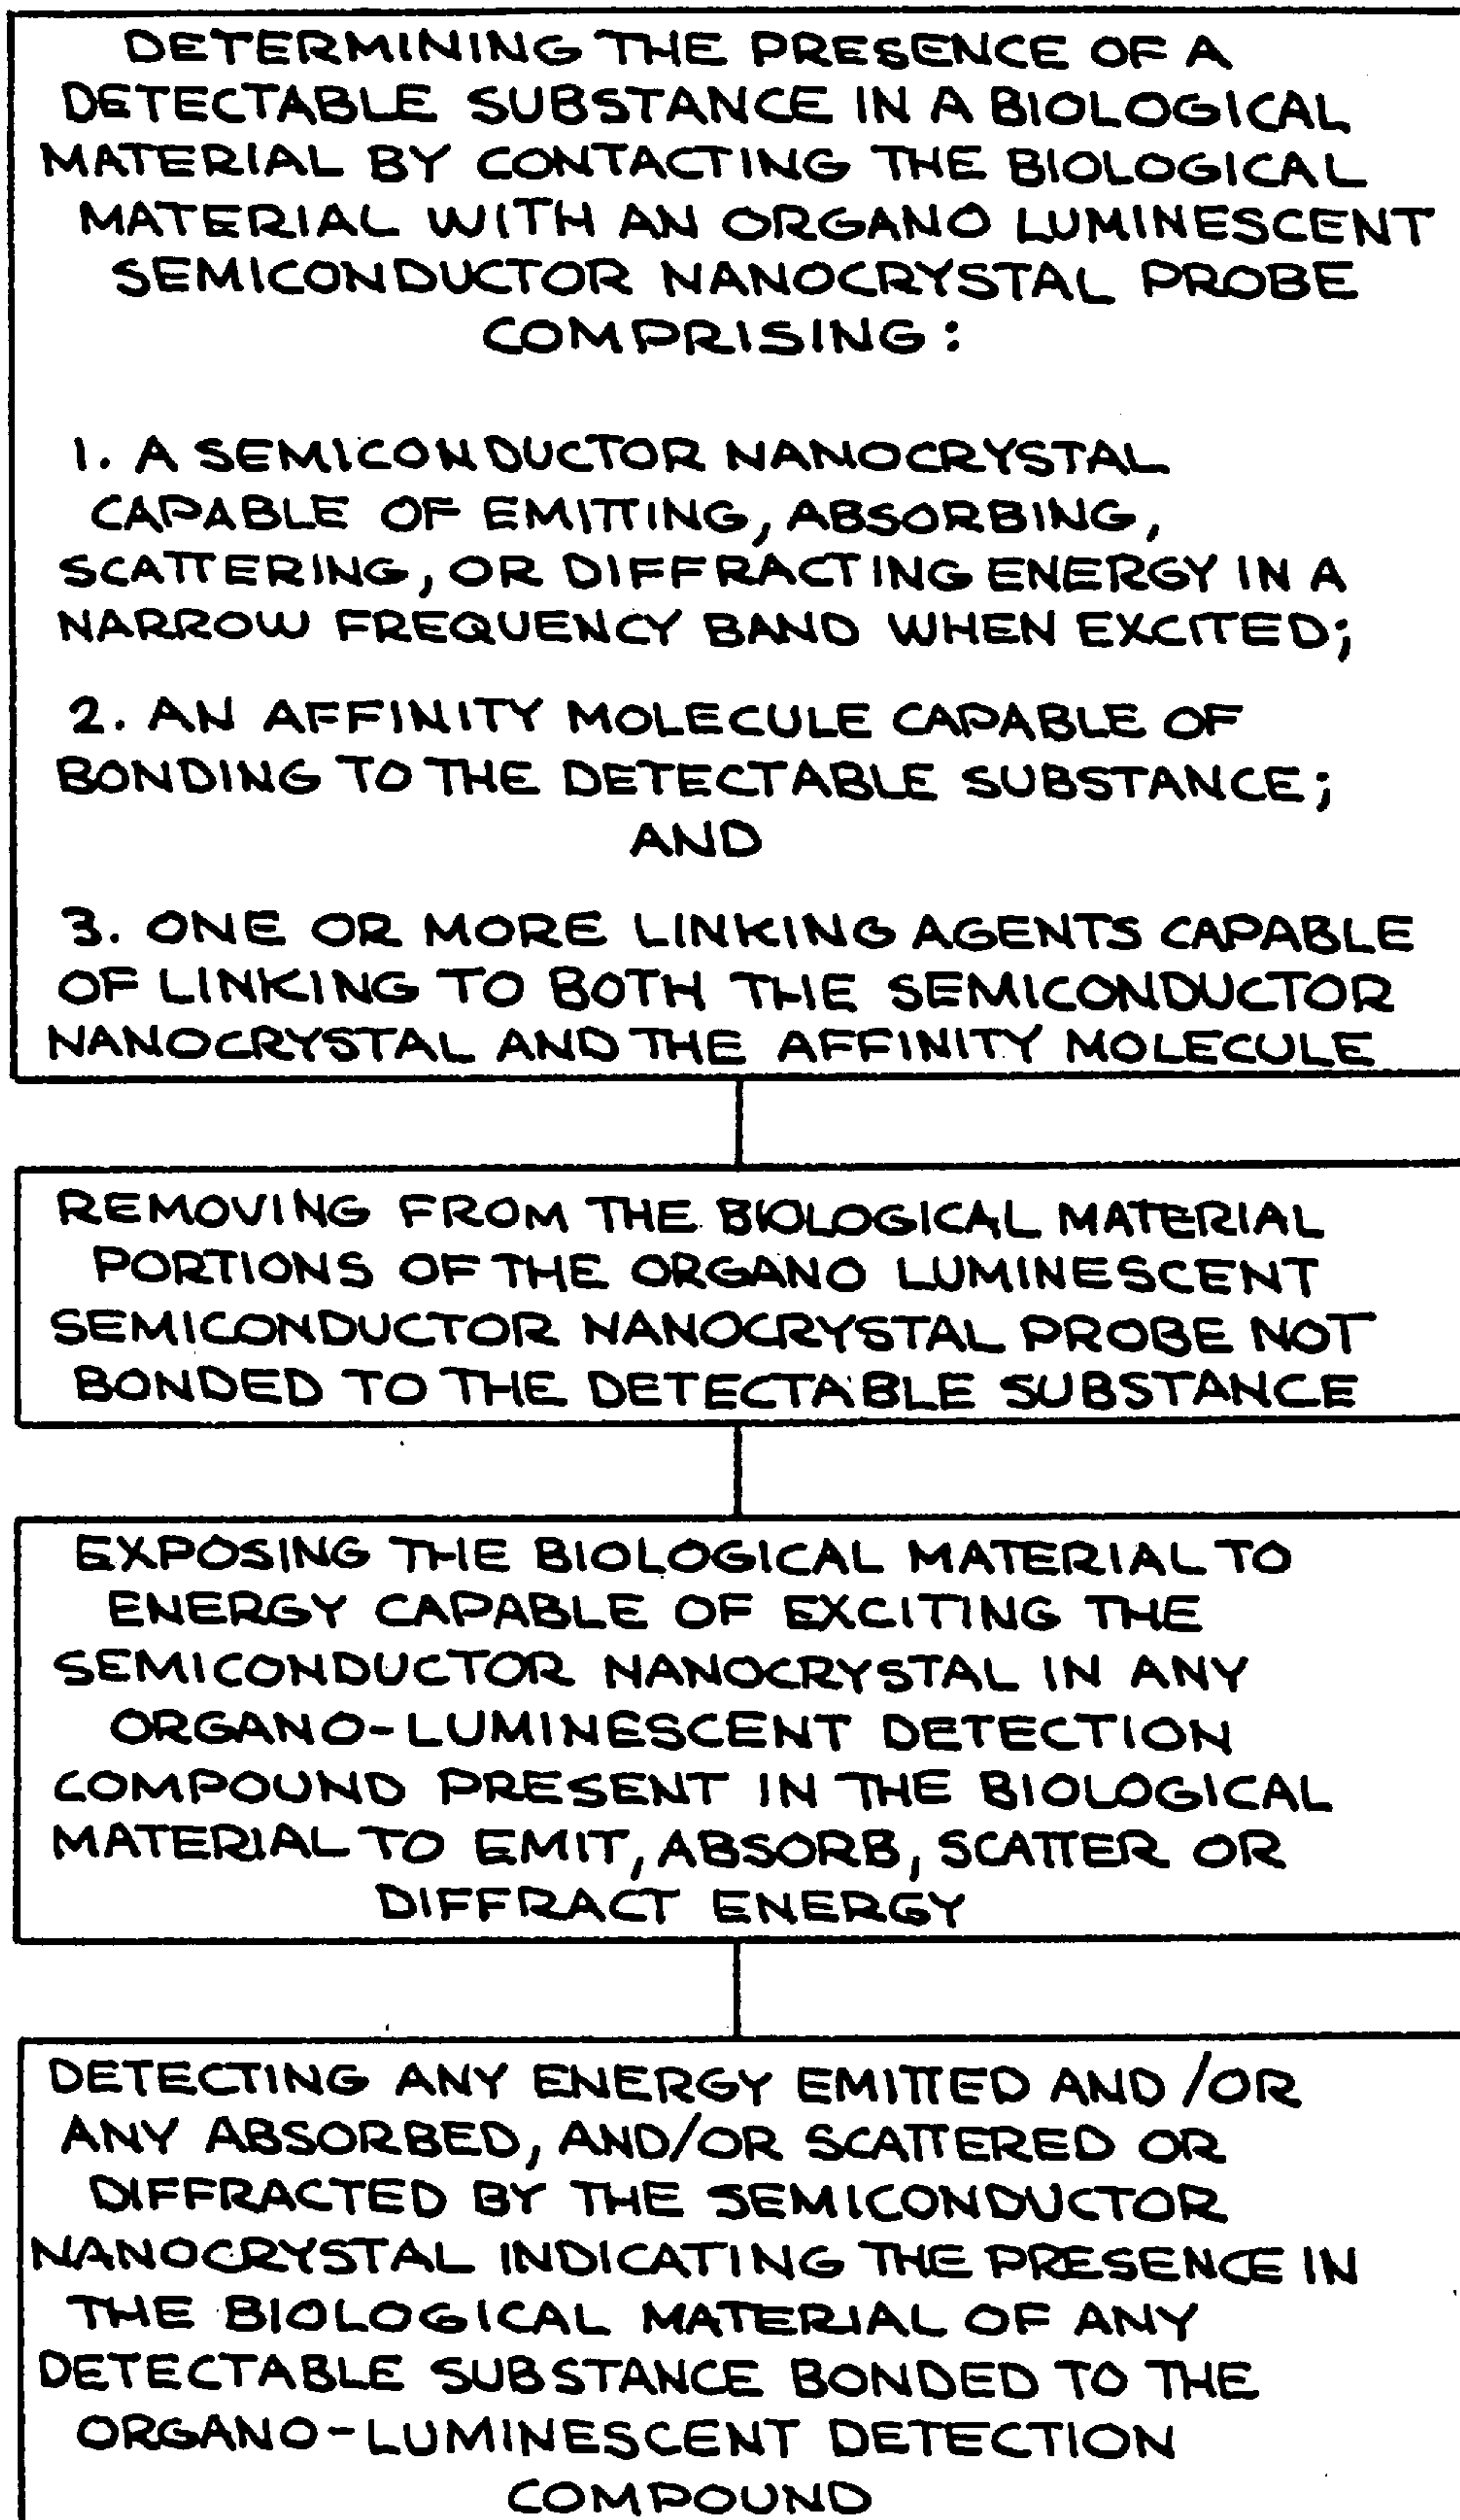 DETERMINING THE PRESENCE OF A
DETECTABLE SUBSTANCE IN A BIOLOGICAL
MATERIAL BY CONTACTING THE BIOLOGICAL
MATERIAL WITH AN ORGANO LUMINESCENT
SEMICONDUCTOR NANOCRYSTAL PROBE
COMPRISING:
1. A SEMICONDUCTOR NANOCRYSTAL
CAPABLE OF EMITTING, ABSORBING,
SCATTERING, OR DIFFRACTING ENERGY IN A
NARROW FREQUENCY BAND WHEN EXCITED;
2. AN AFFINITY MOLECULE CAPABLE OF
BONDING TO THE DETECTABLE SUBSTANCE;
AND
3. ONE OR MORE LINKING AGENTS CAPABLE
OF LINKING TO BOTH THE SEMICONDUCTOR
NANOCRYSTAL AND THE AFFINITY MOLECULE
REMOVING FROM THE BIOLOGICAL MATERIAL
PORTIONS OF THE ORGANO LUMINESCENT
SEMICONDUCTOR NANOCRYSTAL PROBE NOT
BONDED TO THE DETECTABLE SUBSTANCE
EXPOSING THE BIOLOGICAL MATERIAL TO
ENERGY CAPABLE OF EXCITING THE
SEMICONDUCTOR NANOCRYSTAL IN ANY
ORGANO-LUMINESCENT DETECTION
COMPOUND PRESENT IN THE BIOLOGICAL
MATERIAL TO EMIT, ABSORB, SCATTER OR
DIFFRACT ENERGY
DETECTING ANY ENERGY EMITTED AND/OR
ANY ABSORBED, AND/OR SCATTERED OR
DIFFRACTED BY THE SEMICONDUCTOR
NANOCRYSTAL INDICATING THE PRESENCE IN
THE BIOLOGICAL MATERIAL OF ANY
DETECTABLE SUBSTANCE BONDED TO THE
ORGANO-LUMINESCENT DETECTION
COMPOUND